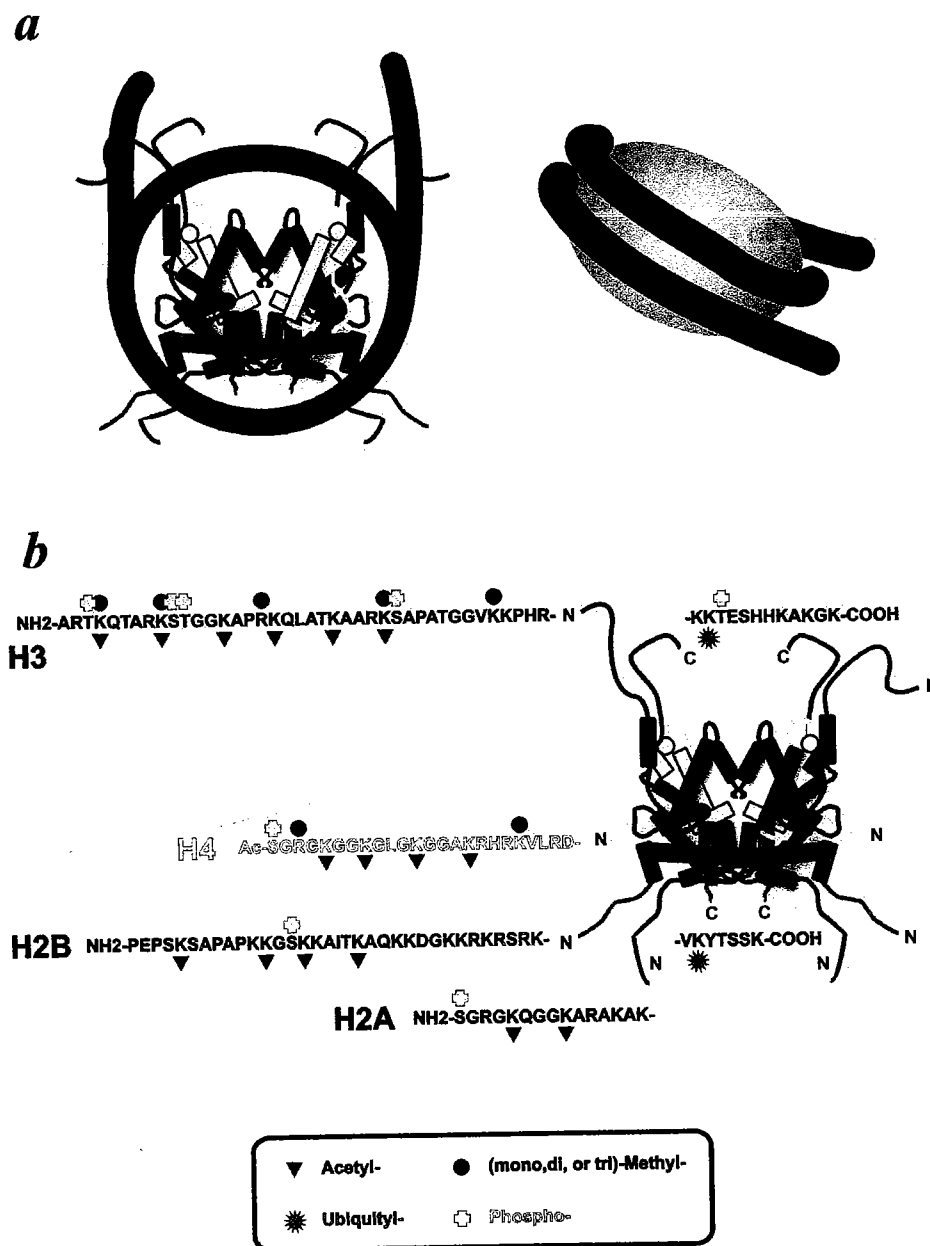 a
b
NH2-ARTKQTARKSTGGKAPRKQLATKAARKSAPATGGVKKPHR- N
-KKTESHHKAKGK-COOH
H3
C C
H4 Ac-SGRGKGGKGLGKGGAKRHRKVLRD- N
N
C C
H2B NH2-PEPSKSAPAPKKGSKKAITKAQKKDGKKRKRSRK- N
-VKYTSSK-COOH
N
N N
H2A NH2-SGRGKQGGKARAKAK-
Acetyl- (mono,di, or tri)-Methyl-
Ubiquityl- Phospho-